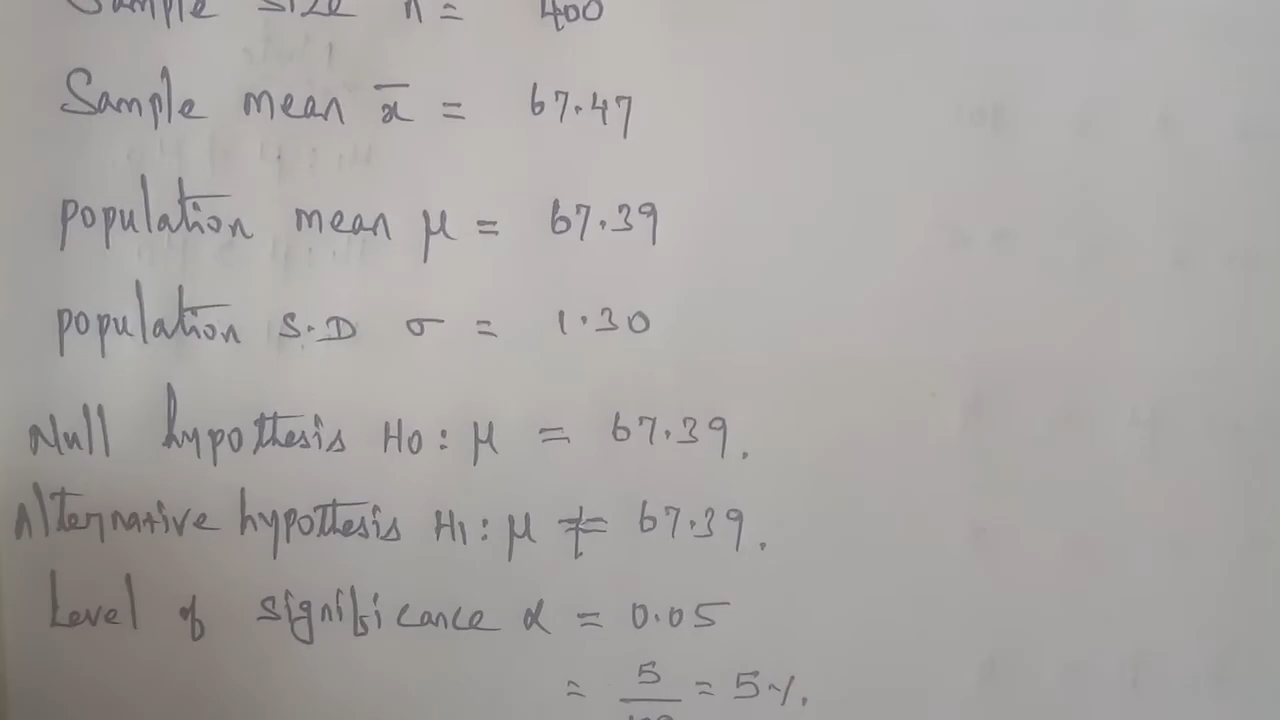 Sample size n = 400
Sample mean x̄ = 67.47
population mean μ = 67.39
population S.D σ = 1.30
Null hypothesis H0 : μ = 67.39.
Alternative hypothesis H1 : μ ≠ 67.39.
Level of significance α = 0.05
= 5/100 = 5%.